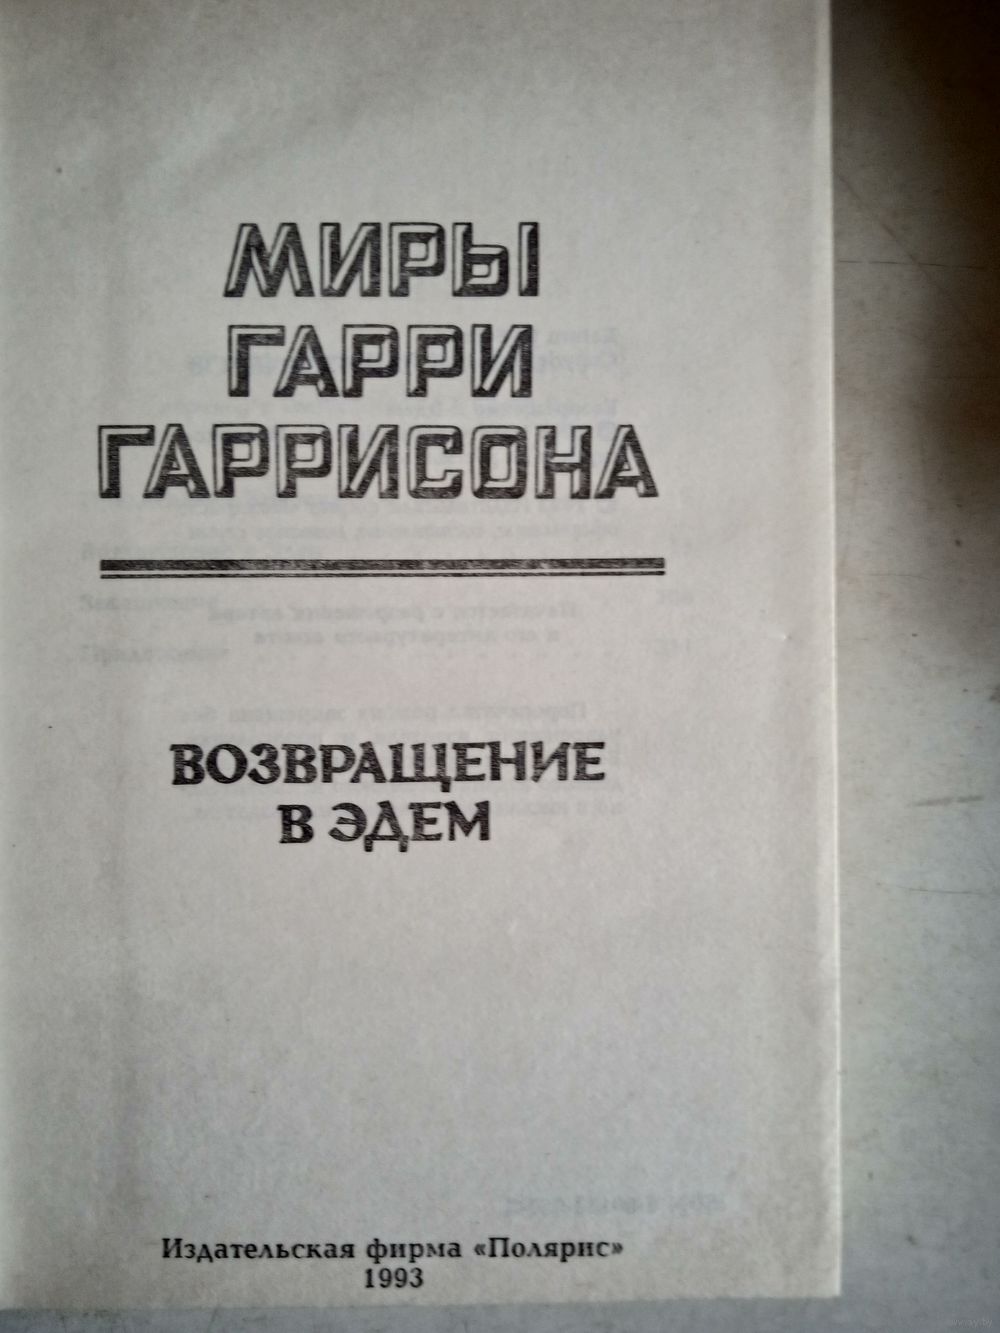 МИРЫ
ГАРРИ
ГАРРИСОНА
ВОЗВРАЩЕНИЕ
В ЭДЕМ
Издательская фирма «Полярис»
1993